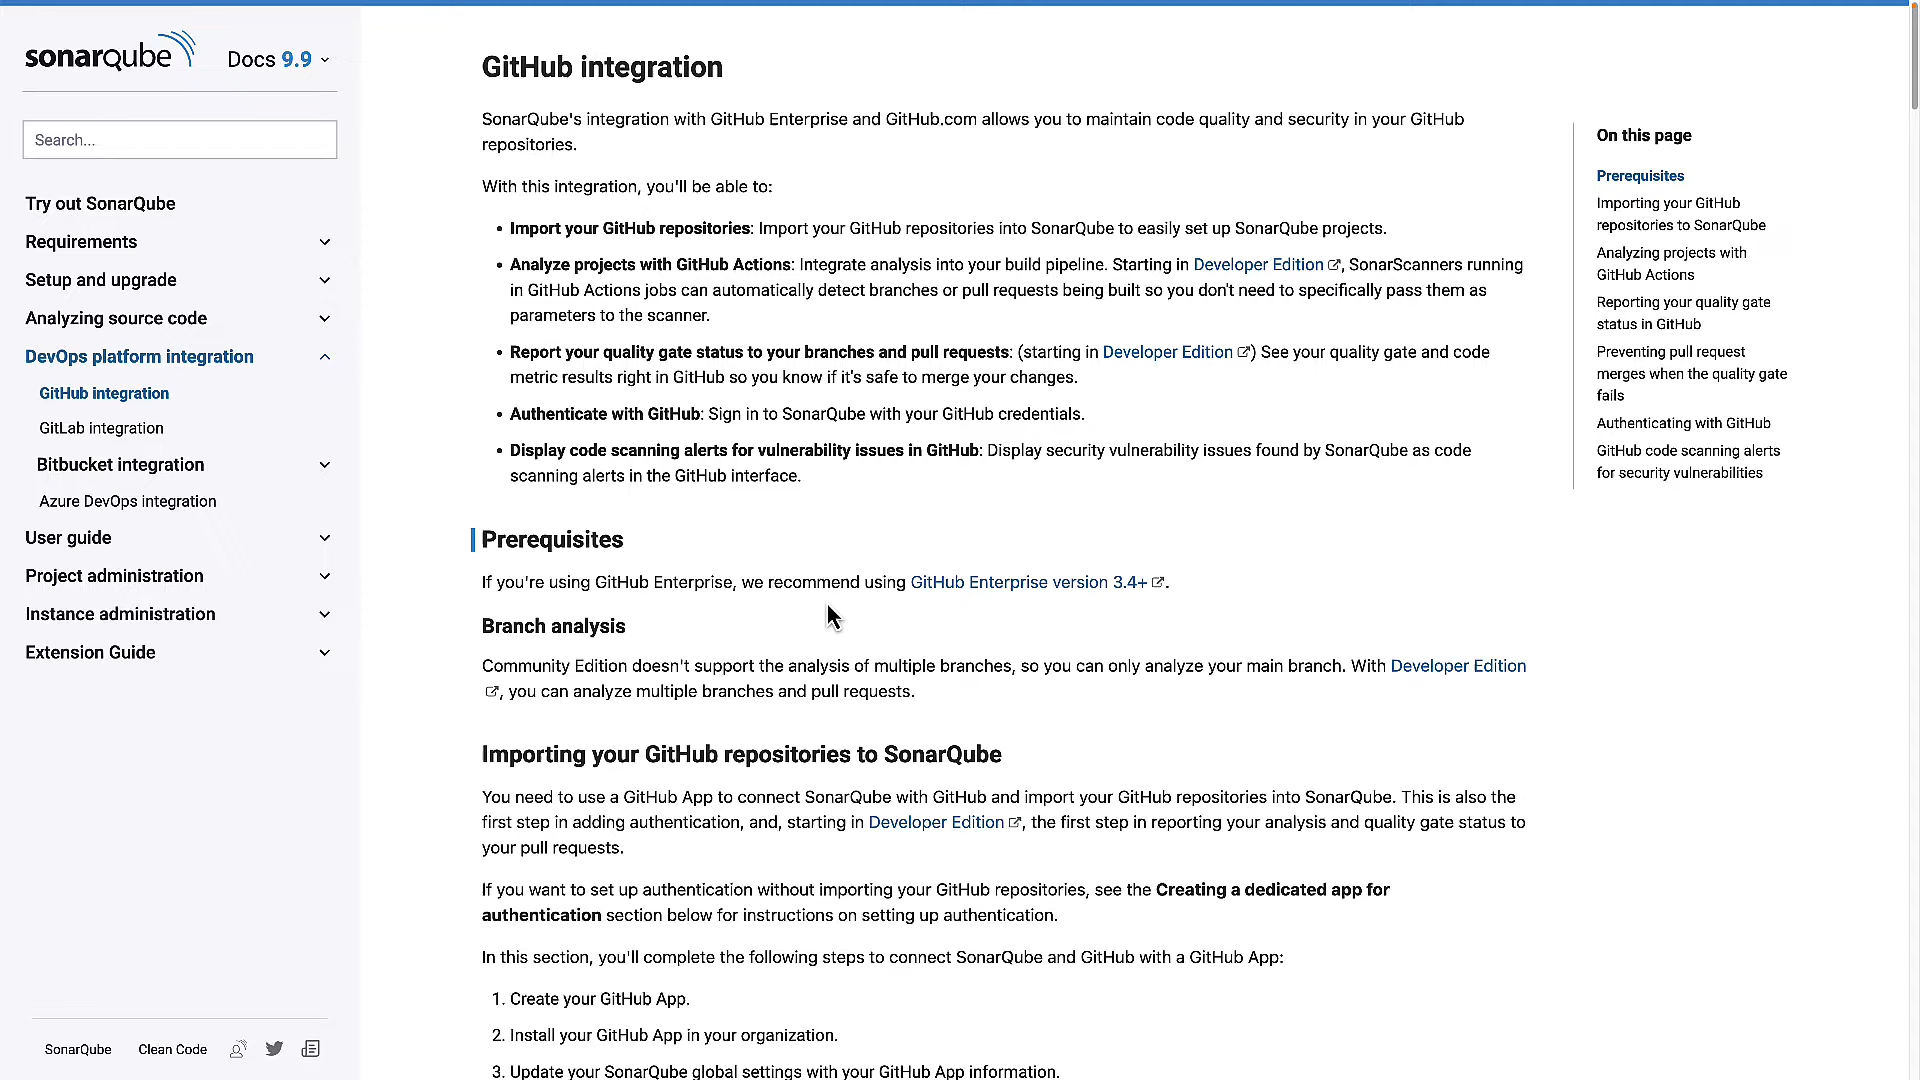 sonarqube Docs 9.9
Search...
Try out SonarQube
Requirements
Setup and upgrade
Analyzing source code
DevOps platform integration
GitHub integration
GitLab integration
Bitbucket integration
Azure DevOps integration
User guide
Project administration
Instance administration
Extension Guide
SonarQube Clean Code
GitHub integration
SonarQube's integration with GitHub Enterprise and GitHub.com allows you to maintain code quality and security in your GitHub
repositories.
With this integration, you'll be able to:
• Import your GitHub repositories: Import your GitHub repositories into SonarQube to easily set up SonarQube projects.
• Analyze projects with GitHub Actions: Integrate analysis into your build pipeline. Starting in Developer Edition, SonarScanners running
in GitHub Actions jobs can automatically detect branches or pull requests being built so you don't need to specifically pass them as
parameters to the scanner.
• Report your quality gate status to your branches and pull requests: (starting in Developer Edition) See your quality gate and code
metric results right in GitHub so you know if it's safe to merge your changes.
• Authenticate with GitHub: Sign in to SonarQube with your GitHub credentials.
• Display code scanning alerts for vulnerability issues in GitHub: Display security vulnerability issues found by SonarQube as code
scanning alerts in the GitHub interface.
Prerequisites
If you're using GitHub Enterprise, we recommend using GitHub Enterprise version 3.4+.
Branch analysis
Community Edition doesn't support the analysis of multiple branches, so you can only analyze your main branch. With Developer Edition
, you can analyze multiple branches and pull requests.
Importing your GitHub repositories to SonarQube
You need to use a GitHub App to connect SonarQube with GitHub and import your GitHub repositories into SonarQube. This is also the
first step in adding authentication, and, starting in Developer Edition, the first step in reporting your analysis and quality gate status to
your pull requests.
If you want to set up authentication without importing your GitHub repositories, see the Creating a dedicated app for
authentication section below for instructions on setting up authentication.
In this section, you'll complete the following steps to connect SonarQube and GitHub with a GitHub App:
1. Create your GitHub App.
2. Install your GitHub App in your organization.
3. Update your SonarQube global settings with your GitHub App information.
On this page
Prerequisites
Importing your GitHub
repositories to SonarQube
Analyzing projects with
GitHub Actions
Reporting your quality gate
status in GitHub
Preventing pull request
merges when the quality gate
fails
Authenticating with GitHub
GitHub code scanning alerts
for security vulnerabilities